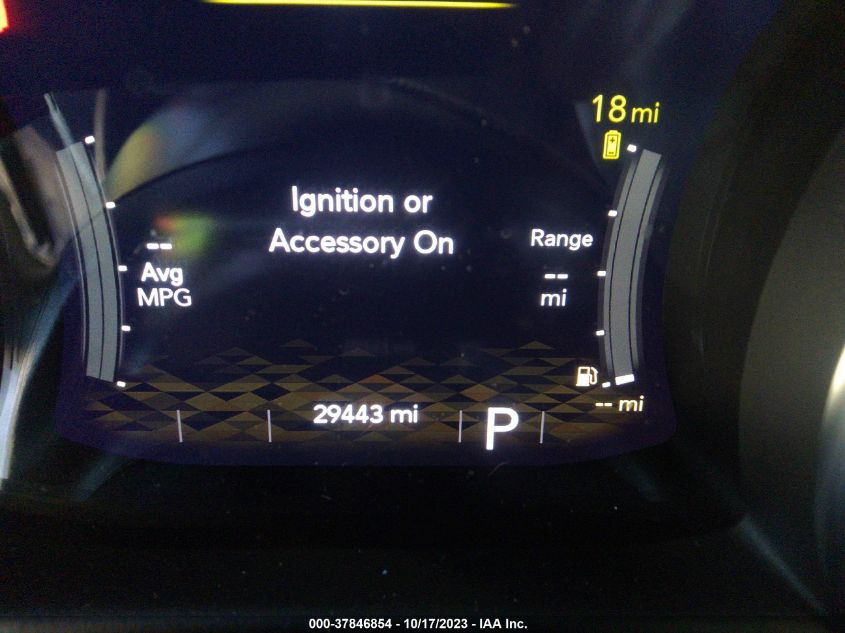 18 mi
Ignition or
Accessory On
Range
--
Avg
MPG
--
mi
-- mi
29443 mi
P
000-37846854 - 10/17/2023 - IAA Inc.